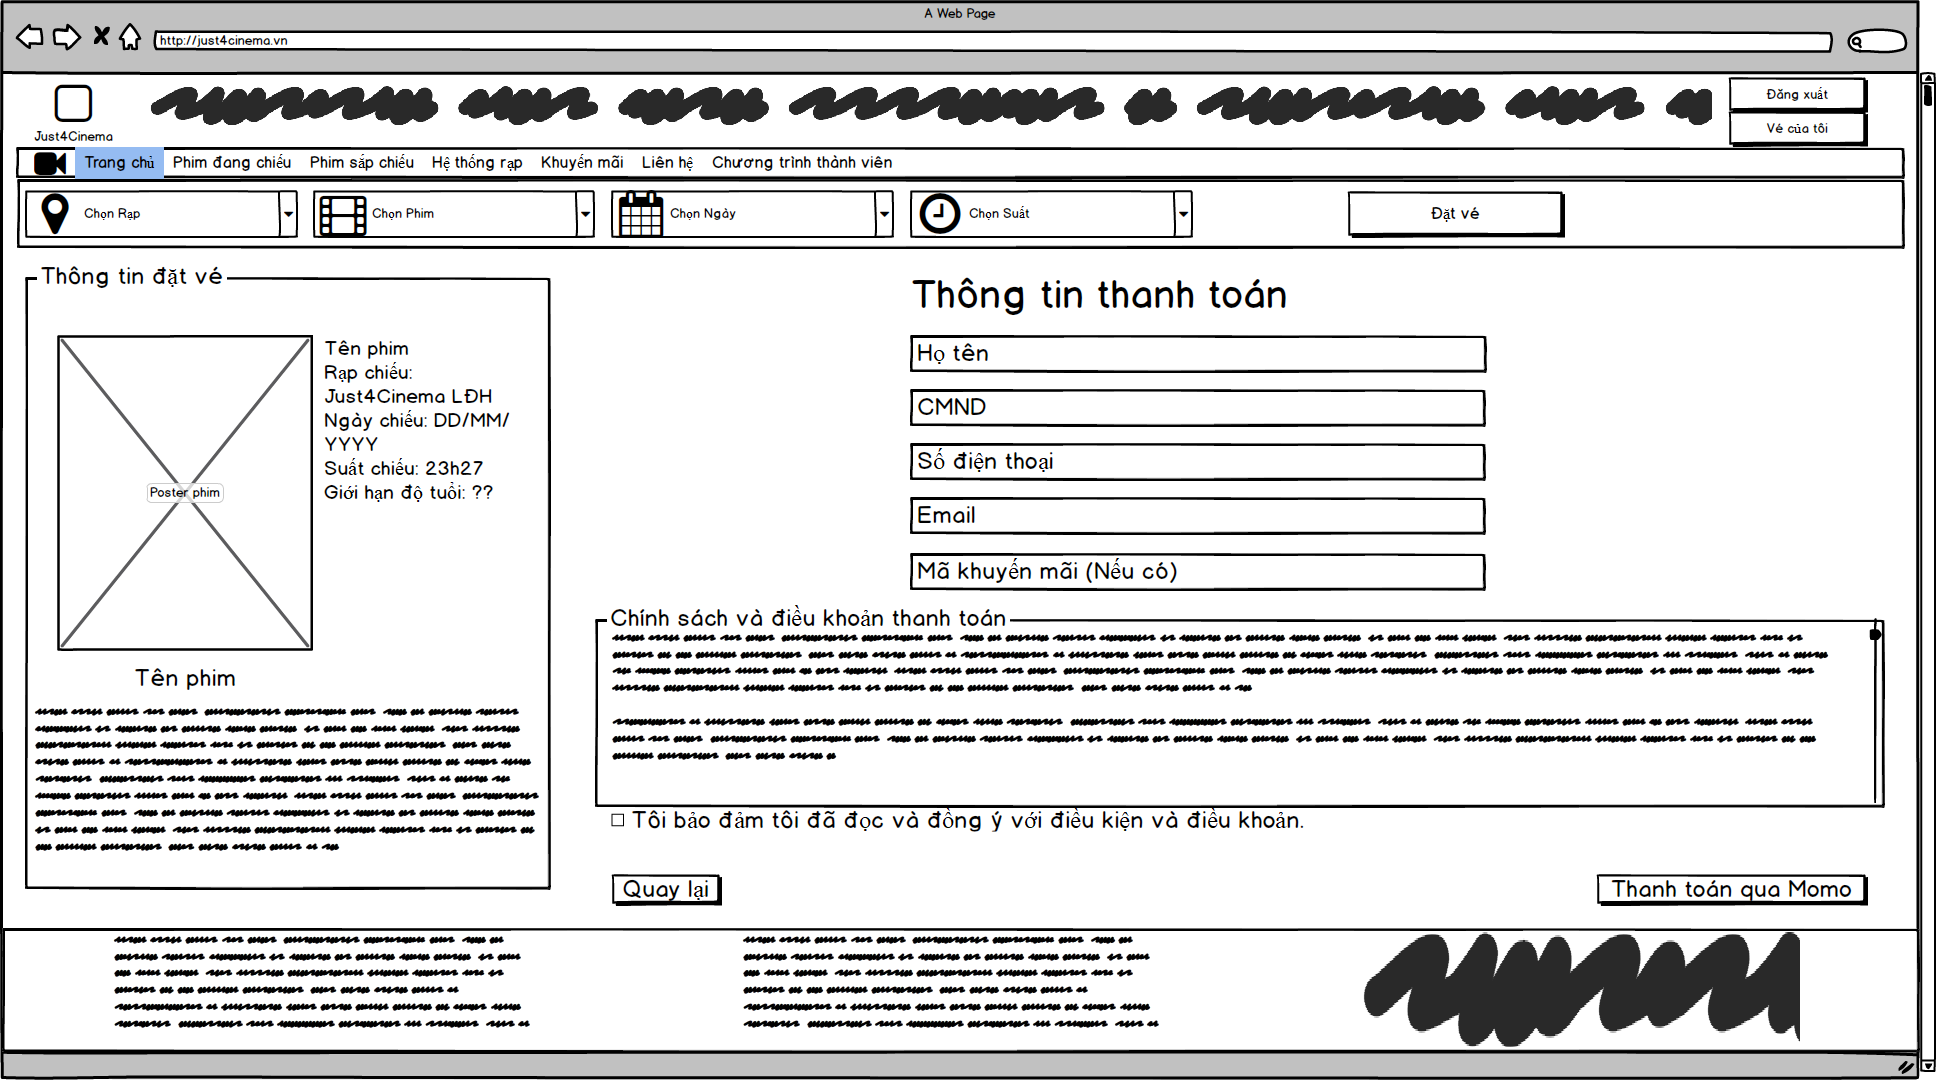 A Web Page
http://just4cinema.vn
Just4Cinema
Đăng xuất
Vé của tôi
Trang chủ
Phim đang chiếu
Phim sắp chiếu
Hệ thống rạp
Khuyến mãi
Liên hệ
Chương trình thành viên
Chọn Rạp
Chọn Phim
Chọn Ngày
Chọn Suất
Đặt vé
Thông tin đặt vé
Poster phim
Tên phim
Rạp chiếu:
Just4Cinema LĐH
Ngày chiếu: DD/MM/
YYYY
Suất chiếu: 23h27
Giới hạn độ tuổi: ??
Tên phim
Thông tin thanh toán
Họ tên
CMND
Số điện thoại
Email
Mã khuyến mãi (Nếu có)
Chính sách và điều khoản thanh toán
Tôi bảo đảm tôi đã đọc và đồng ý với điều kiện và điều khoản.
Quay lại
Thanh toán qua Momo